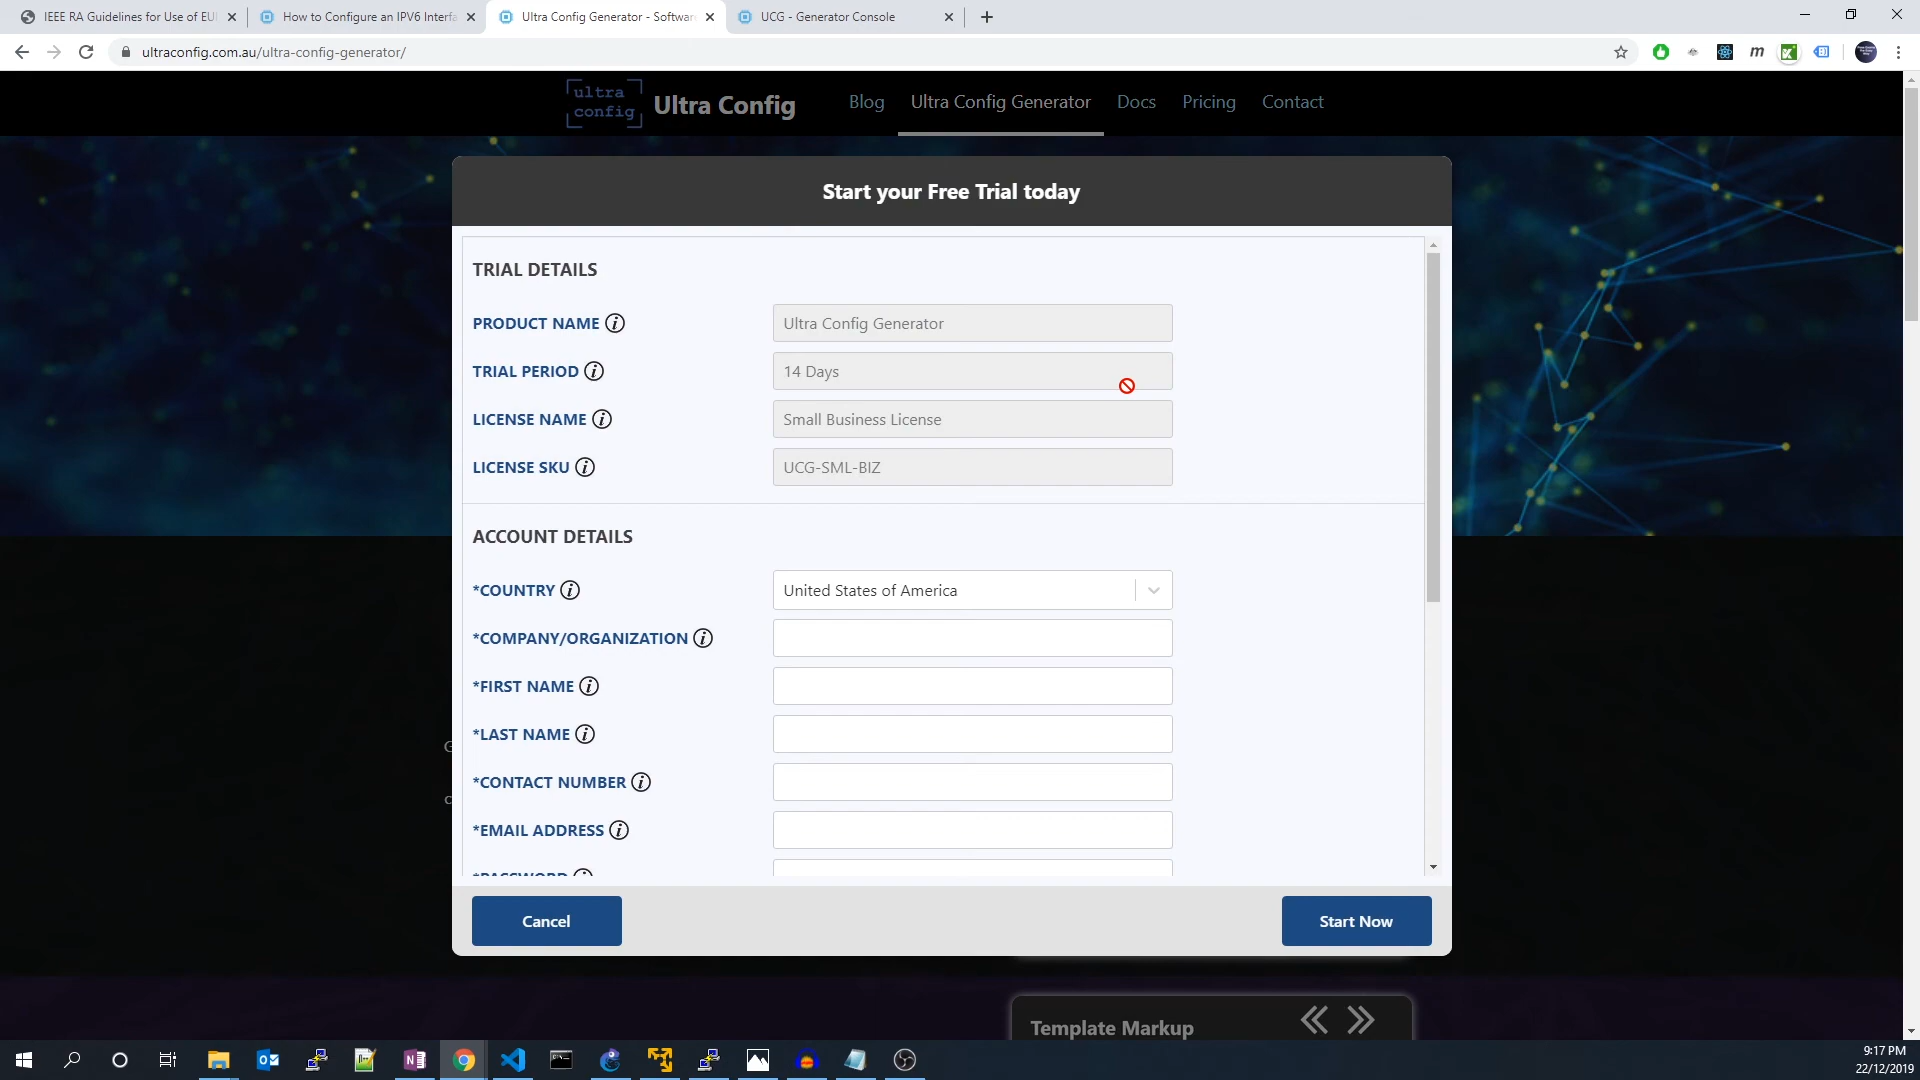 IEEE RA Guidelines for Use of EUI
How to Configure an IPV6 Interfa
Ultra Config Generator - Softwar
UCG - Generator Console
ultraconfig.com.au/ultra-config-generator/
ultra
config
Ultra Config
Blog
Ultra Config Generator
Docs
Pricing
Contact
Start your Free Trial today
TRIAL DETAILS
PRODUCT NAME
Ultra Config Generator
TRIAL PERIOD
14 Days
LICENSE NAME
Small Business License
LICENSE SKU
UCG-SML-BIZ
ACCOUNT DETAILS
*COUNTRY
United States of America
*COMPANY/ORGANIZATION
*FIRST NAME
*LAST NAME
*CONTACT NUMBER
*EMAIL ADDRESS
*PASSWORD
Cancel
Start Now
Template Markup
9:17 PM
22/12/2019